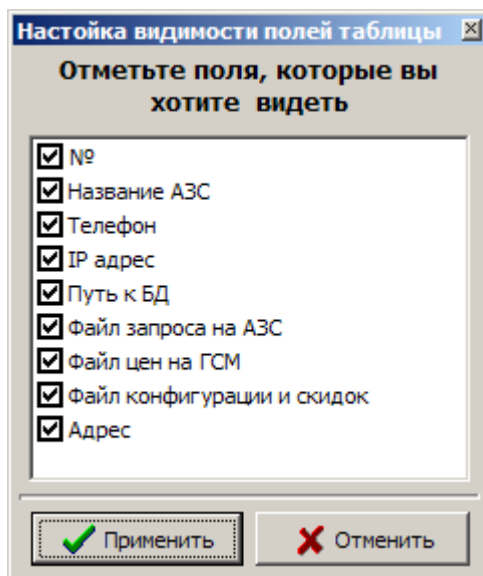 Настойка видимости полей таблицы
Отметьте поля, которые вы
хотите видеть
№
Название АЗС
Телефон
IP адрес
Путь к БД
Файл запроса на АЗС
Файл цен на ГСМ
Файл конфигурации и скидок
Адрес
Применить
Отменить